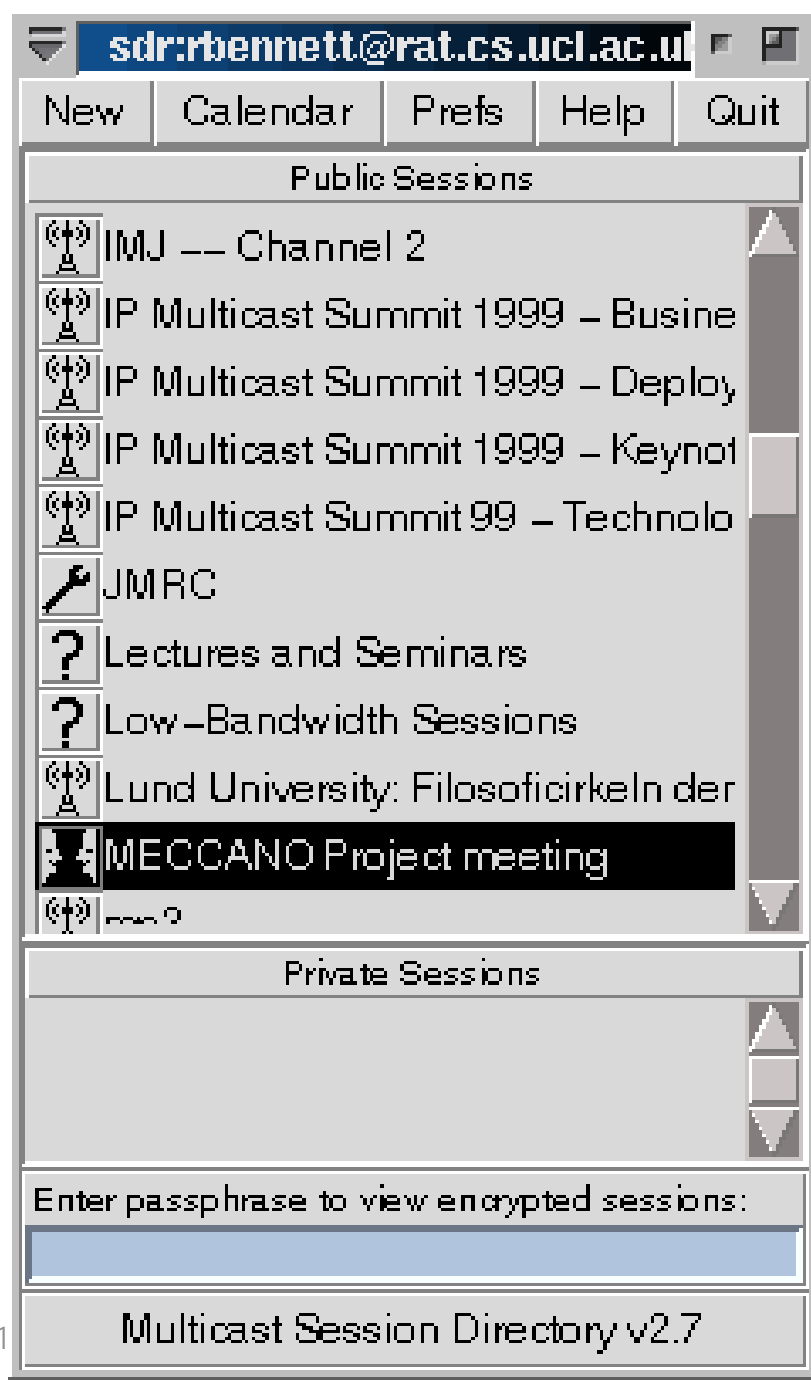 sdr:rbennett@rat.cs.ucl.ac.u
New Calendar Prefs Help Quit
Public Sessions
IMJ -- Channel 2
IP Multicast Summit 1999 - Busine
IP Multicast Summit 1999 - Deploy
IP Multicast Summit 1999 - Keynot
IP Multicast Summit 99 - Technolo
JMRC
? Lectures and Seminars
? Low-Bandwidth Sessions
Lund University: Filosoficirkeln der
MECCANO Project meeting
Private Sessions
Enter passphrase to view encrypted sessions:
Multicast Session Directory v2.7
1